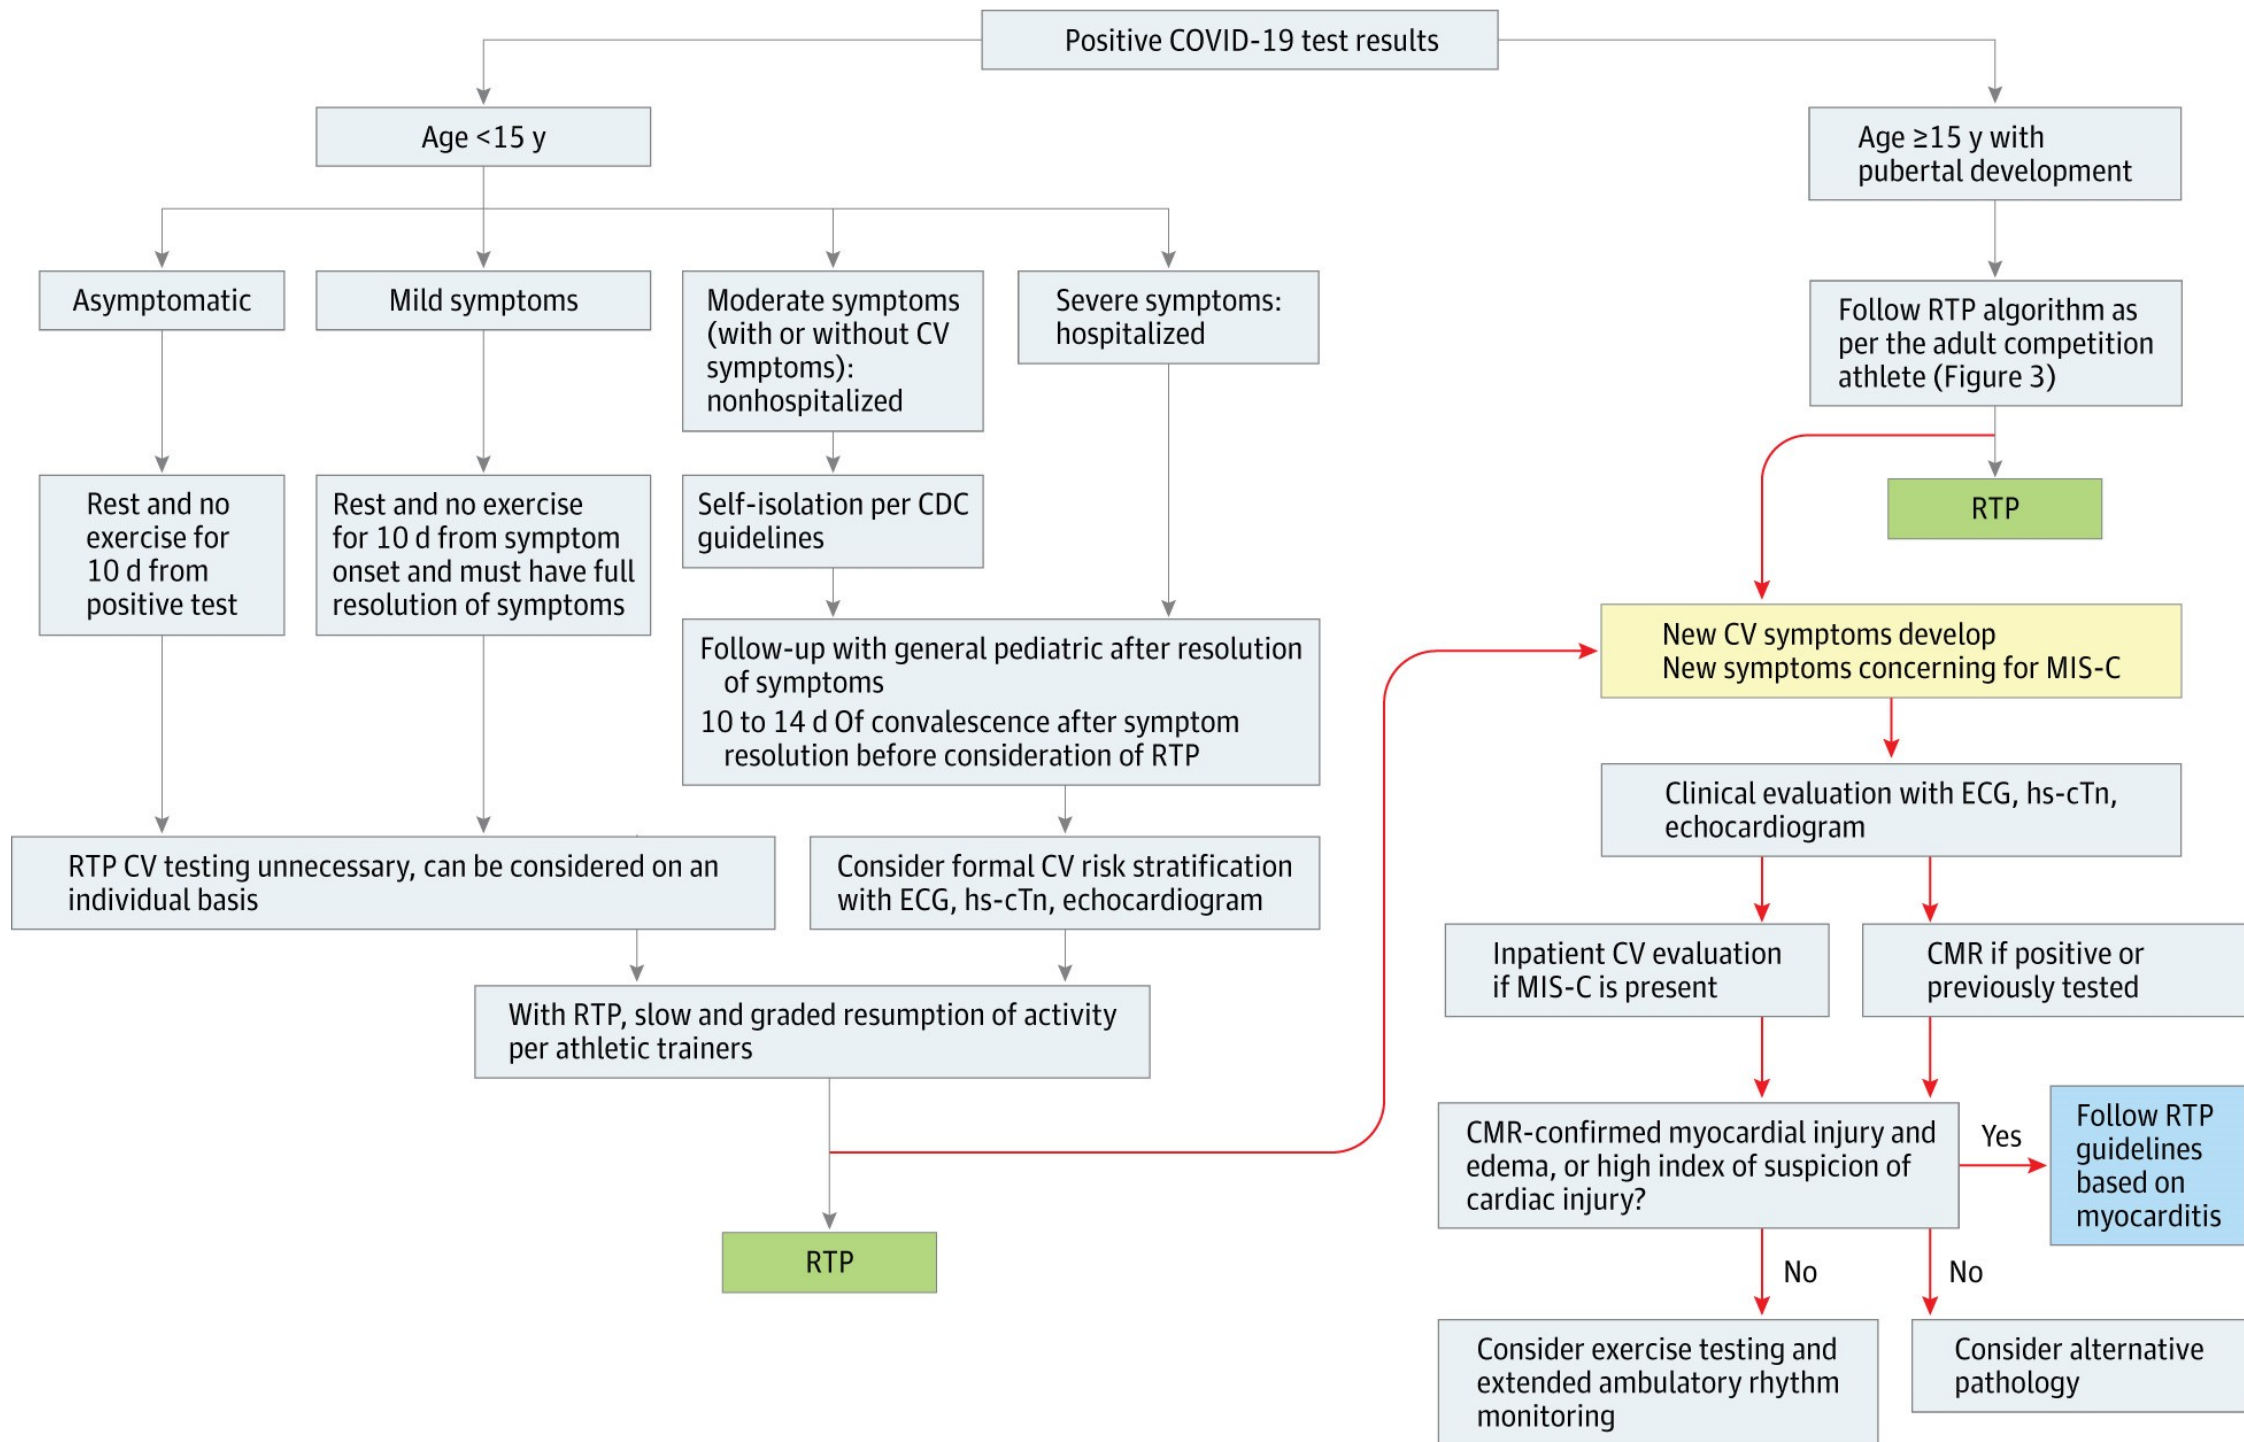 Positive COVID-19 test results
Age <15 y
Age ≥15 y with
pubertal development
Asymptomatic
Mild symptoms
Moderate symptoms
(with or without CV
symptoms):
nonhospitalized
Severe symptoms:
hospitalized
Follow RTP algorithm as
per the adult competition
athlete (Figure 3)
Rest and no
exercise for
10 d from
positive test
Rest and no exercise
for 10 d from symptom
onset and must have full
resolution of symptoms
Self-isolation per CDC
guidelines
RTP
Follow-up with general pediatric after resolution
of symptoms
10 to 14 d Of convalescence after symptom
resolution before consideration of RTP
New CV symptoms develop
New symptoms concerning for MIS-C
RTP CV testing unnecessary, can be considered on an
individual basis
Consider formal CV risk stratification
with ECG, hs-cTn, echocardiogram
Clinical evaluation with ECG, hs-cTn,
echocardiogram
With RTP, slow and graded resumption of activity
per athletic trainers
Inpatient CV evaluation
if MIS-C is present
CMR if positive or
previously tested
CMR-confirmed myocardial injury and
edema, or high index of suspicion of
cardiac injury?
Yes
Follow RTP
guidelines
based on
myocarditis
RTP
No
No
Consider exercise testing and
extended ambulatory rhythm
monitoring
Consider alternative
pathology